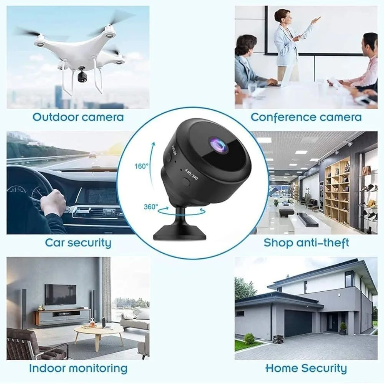 Outdoor camera
Conference camera
160°
360°
Car security
Shop anti-theft
Indoor monitoring
Home Security